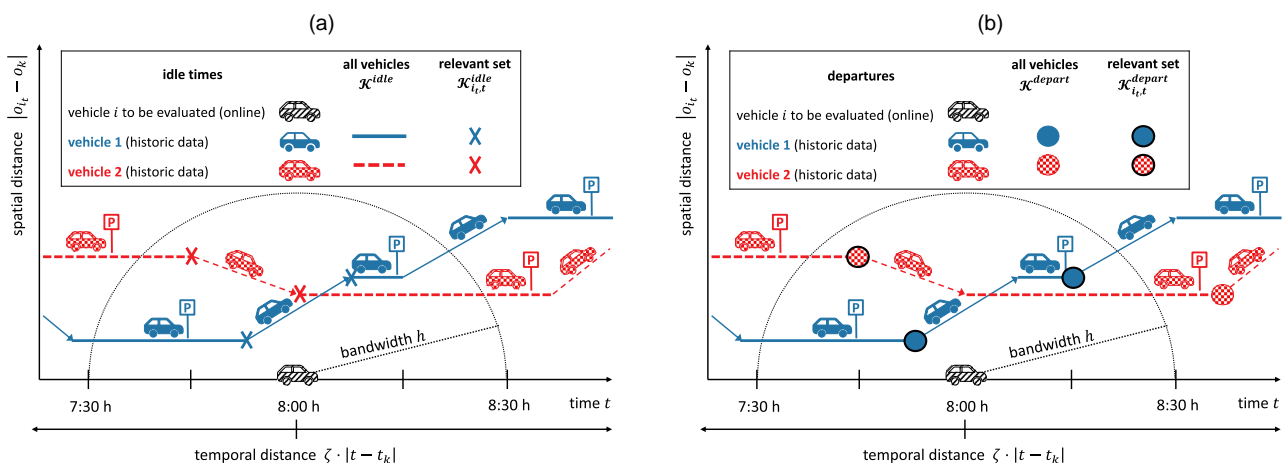 (a)
spatial distance |o_{i_t} − o_k|
idle times
all vehicles
𝒦^{idle}
relevant set
𝒦^{idle}_{i_t,t}
vehicle i to be evaluated (online)
vehicle 1 (historic data)
vehicle 2 (historic data)
P
P
P
P
P
bandwidth h
7:30 h
8:00 h
8:30 h
time t
temporal distance ζ · |t − t_k|
(b)
spatial distance |o_{i_t} − o_k|
departures
all vehicles
𝒦^{depart}
relevant set
𝒦^{depart}_{i_t,t}
vehicle i to be evaluated (online)
vehicle 1 (historic data)
vehicle 2 (historic data)
P
P
P
P
P
bandwidth h
7:30 h
8:00 h
8:30 h
time t
temporal distance ζ · |t − t_k|